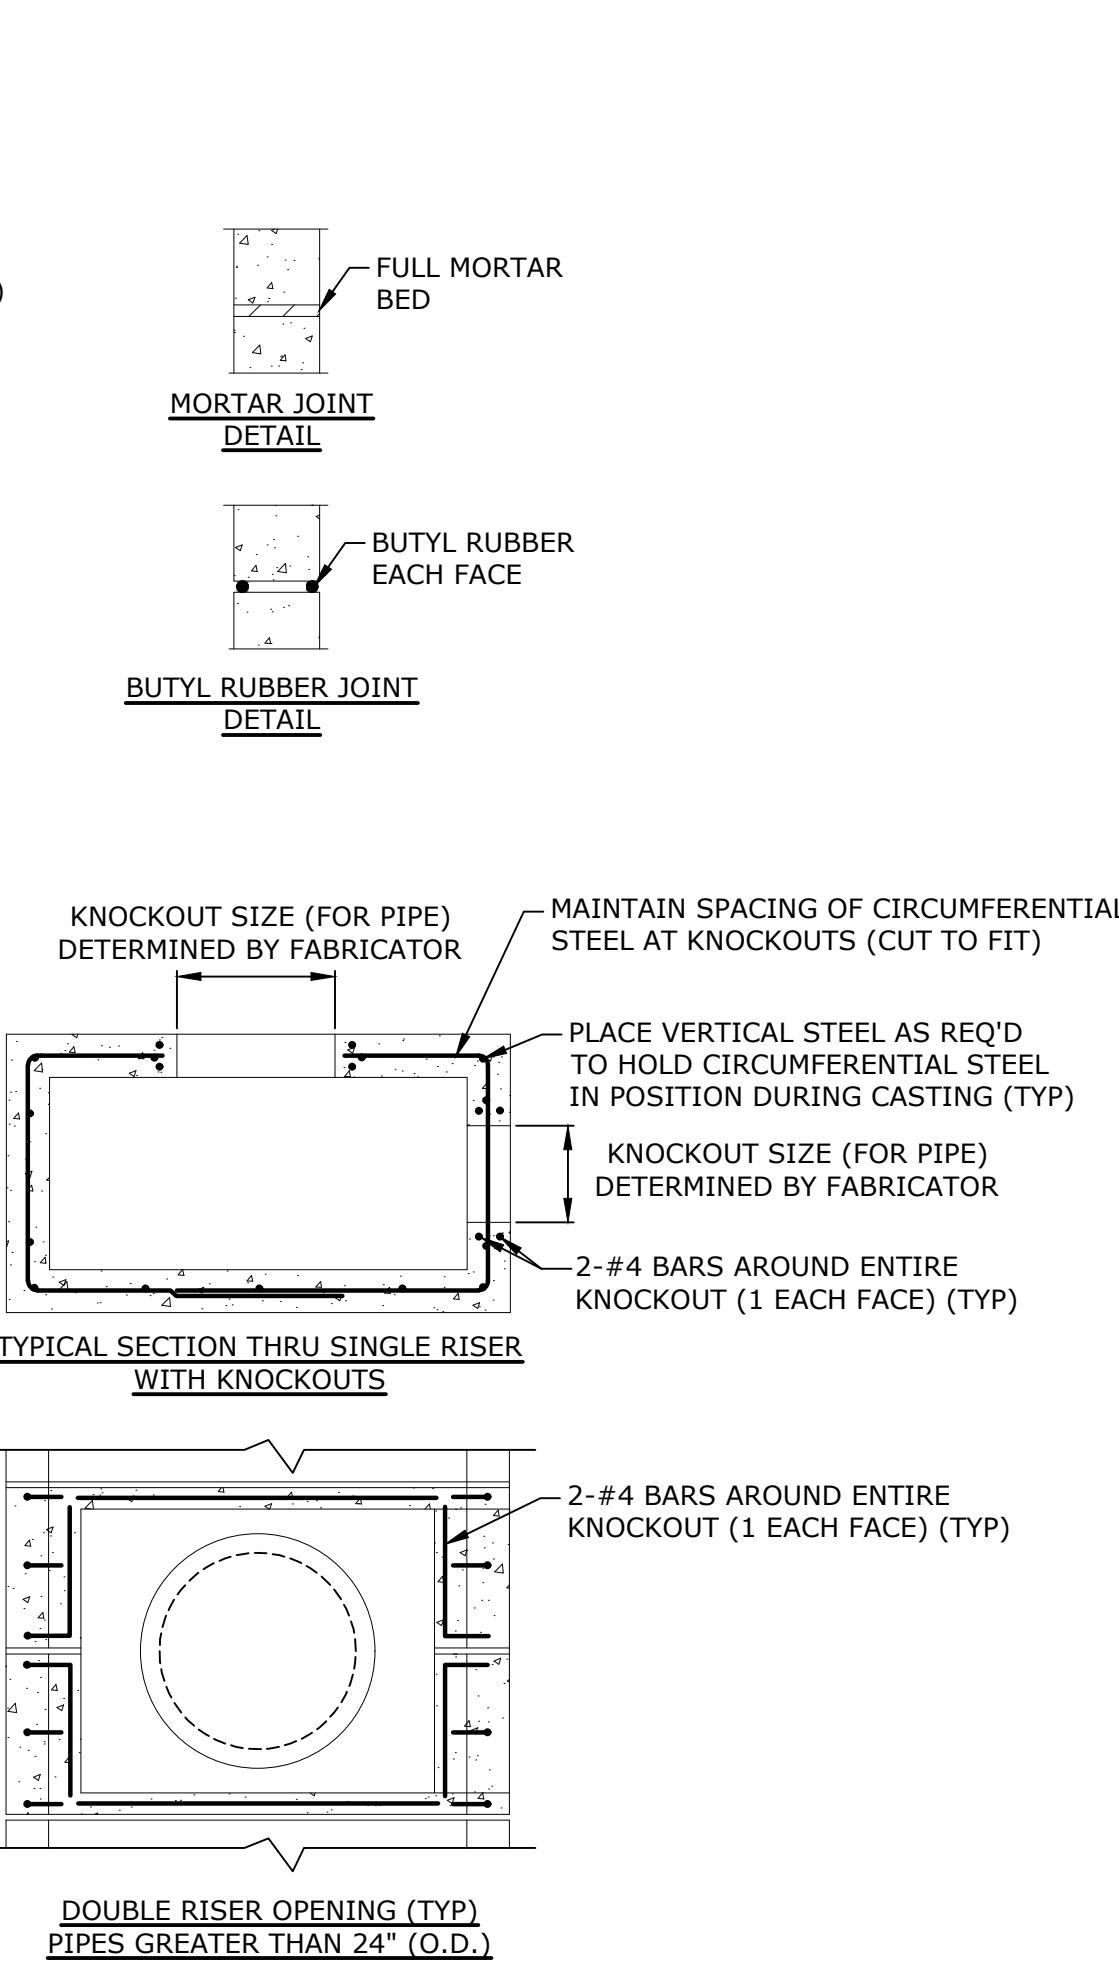 )
FULL MORTAR
BED
MORTAR JOINT
DETAIL
BUTYL RUBBER
EACH FACE
BUTYL RUBBER JOINT
DETAIL
KNOCKOUT SIZE (FOR PIPE)
DETERMINED BY FABRICATOR
MAINTAIN SPACING OF CIRCUMFERENTIAL
STEEL AT KNOCKOUTS (CUT TO FIT)
PLACE VERTICAL STEEL AS REQ'D
TO HOLD CIRCUMFERENTIAL STEEL
IN POSITION DURING CASTING (TYP)
KNOCKOUT SIZE (FOR PIPE)
DETERMINED BY FABRICATOR
2-#4 BARS AROUND ENTIRE
KNOCKOUT (1 EACH FACE) (TYP)
TYPICAL SECTION THRU SINGLE RISER
WITH KNOCKOUTS
2-#4 BARS AROUND ENTIRE
KNOCKOUT (1 EACH FACE) (TYP)
DOUBLE RISER OPENING (TYP)
PIPES GREATER THAN 24" (O.D.)